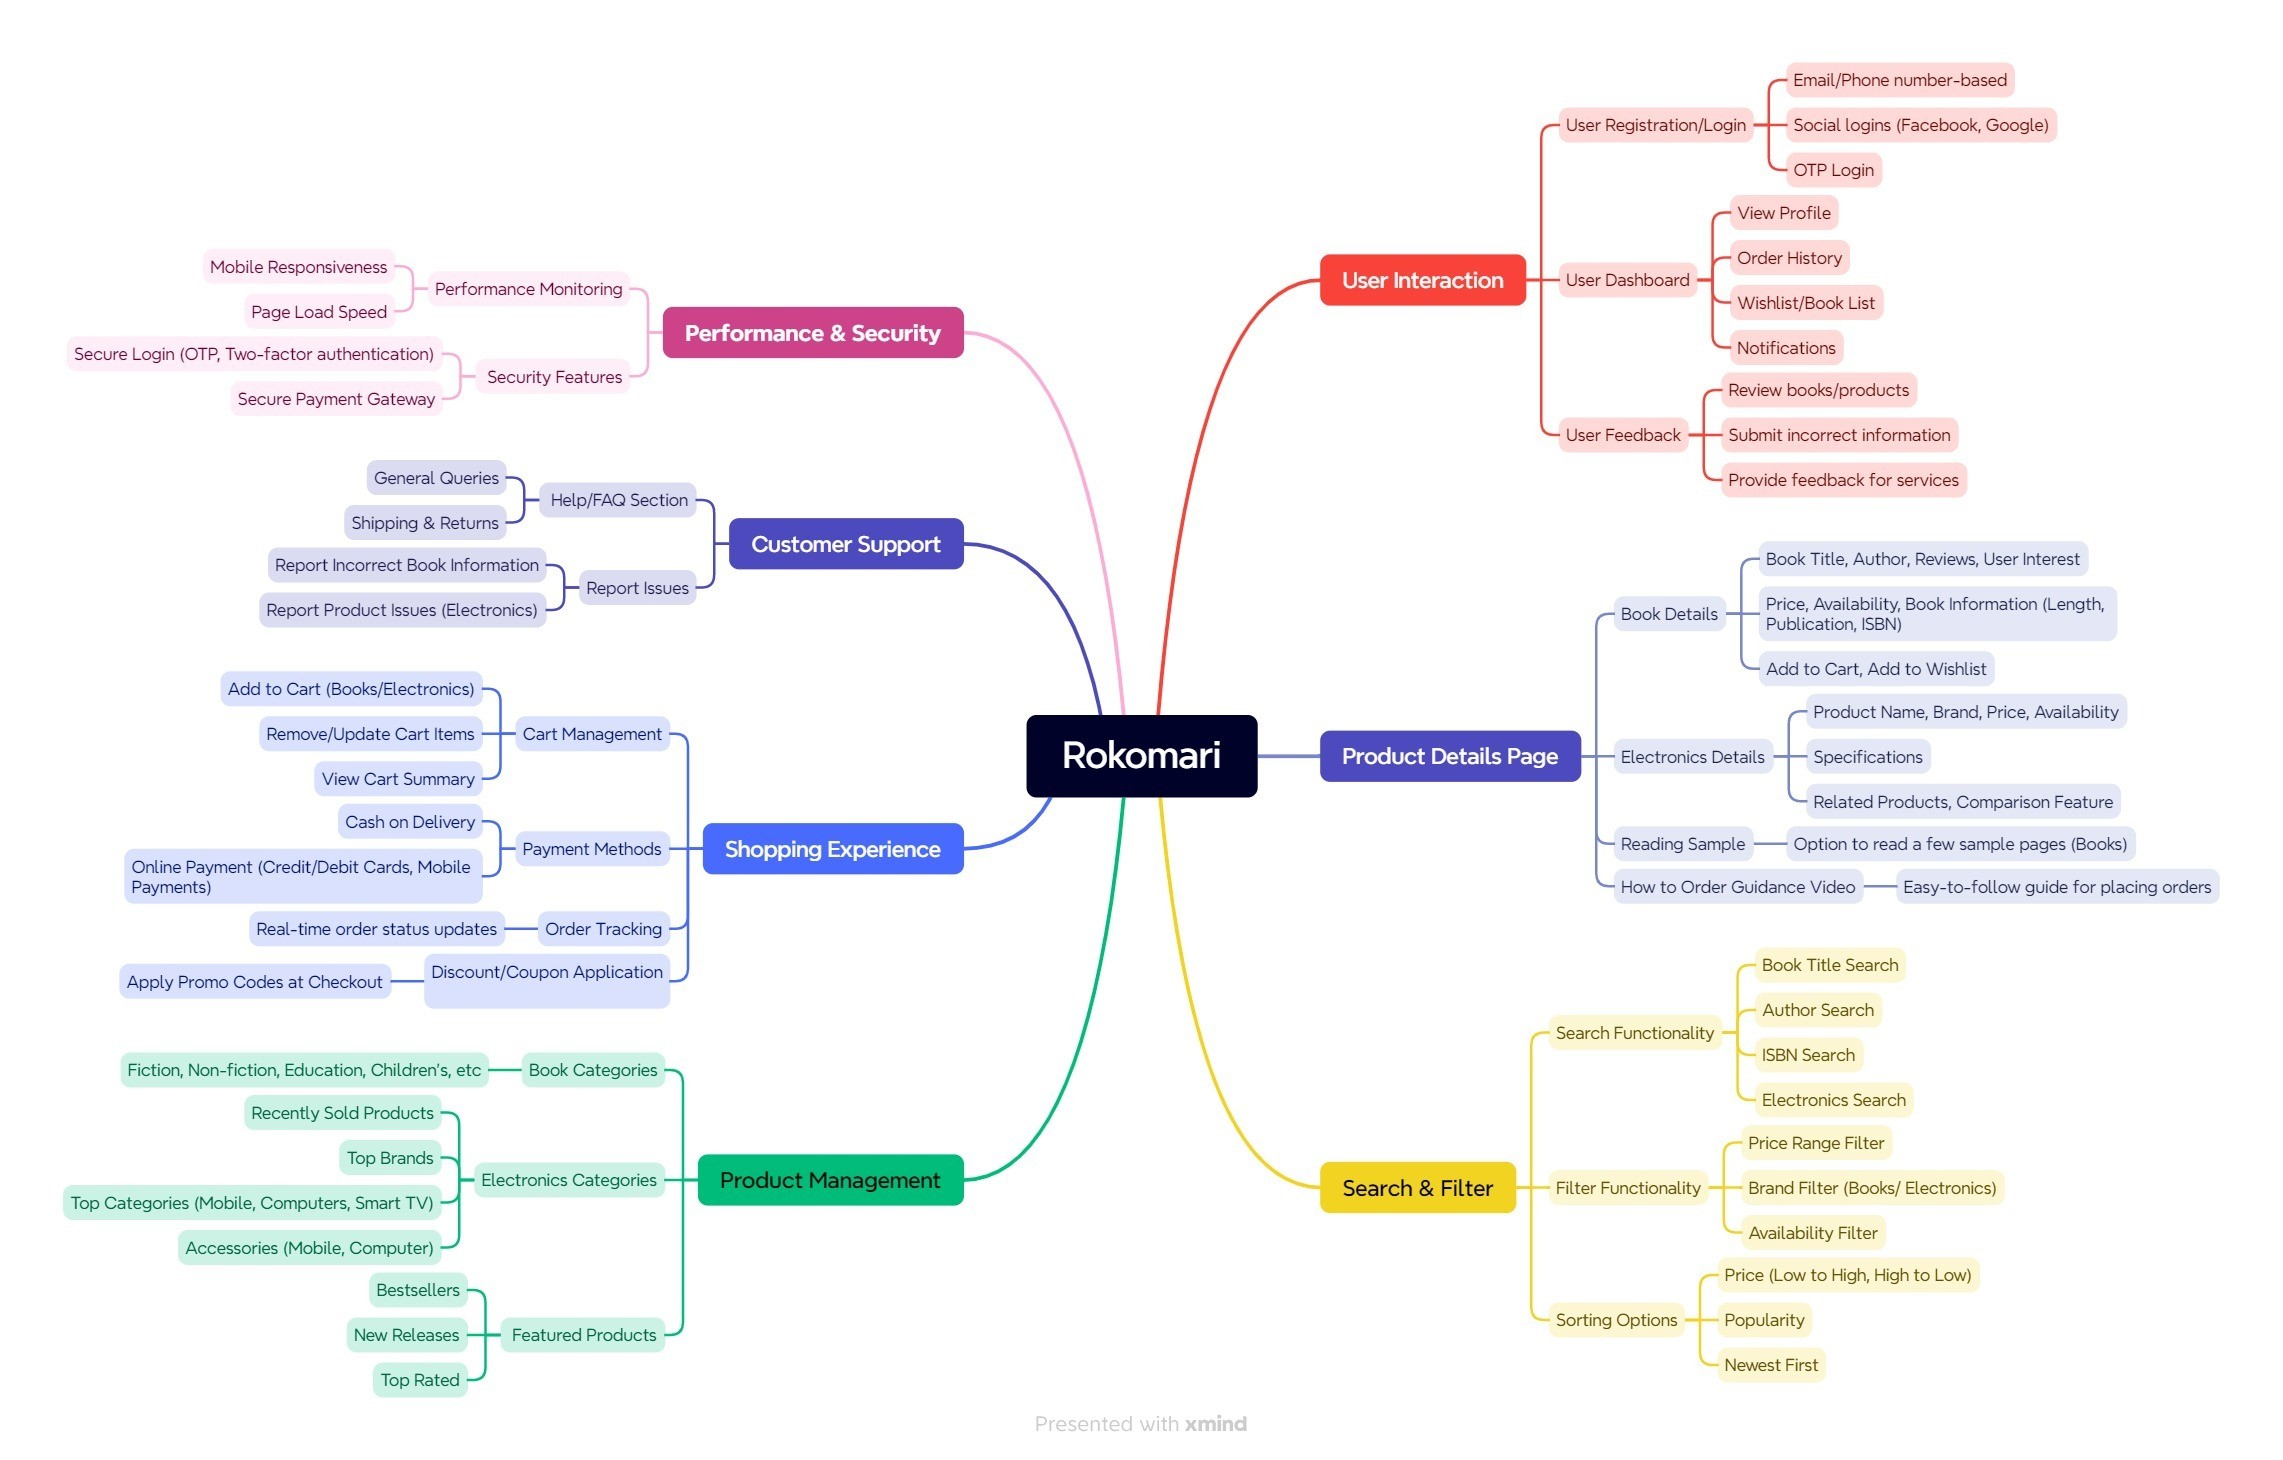 Rokomari
User Interaction
User Registration/Login
Email/Phone number-based
Social logins (Facebook, Google)
OTP Login
User Dashboard
View Profile
Order History
Wishlist/Book List
Notifications
User Feedback
Review books/products
Submit incorrect information
Provide feedback for services
Product Details Page
Book Details
Book Title, Author, Reviews, User Interest
Price, Availability, Book Information (Length,
Publication, ISBN)
Add to Cart, Add to Wishlist
Electronics Details
Product Name, Brand, Price, Availability
Specifications
Related Products, Comparison Feature
Reading Sample
Option to read a few sample pages (Books)
How to Order Guidance Video
Easy-to-follow guide for placing orders
Search & Filter
Search Functionality
Book Title Search
Author Search
ISBN Search
Electronics Search
Filter Functionality
Price Range Filter
Brand Filter (Books/ Electronics)
Availability Filter
Sorting Options
Price (Low to High, High to Low)
Popularity
Newest First
Performance & Security
Performance Monitoring
Mobile Responsiveness
Page Load Speed
Security Features
Secure Login (OTP, Two-factor authentication)
Secure Payment Gateway
Customer Support
Help/FAQ Section
General Queries
Shipping & Returns
Report Issues
Report Incorrect Book Information
Report Product Issues (Electronics)
Shopping Experience
Cart Management
Add to Cart (Books/Electronics)
Remove/Update Cart Items
View Cart Summary
Payment Methods
Cash on Delivery
Online Payment (Credit/Debit Cards, Mobile
Payments)
Order Tracking
Real-time order status updates
Discount/Coupon Application
Apply Promo Codes at Checkout
Product Management
Book Categories
Fiction, Non-fiction, Education, Children's, etc
Electronics Categories
Recently Sold Products
Top Brands
Top Categories (Mobile, Computers, Smart TV)
Accessories (Mobile, Computer)
Featured Products
Bestsellers
New Releases
Top Rated
Presented with xmind